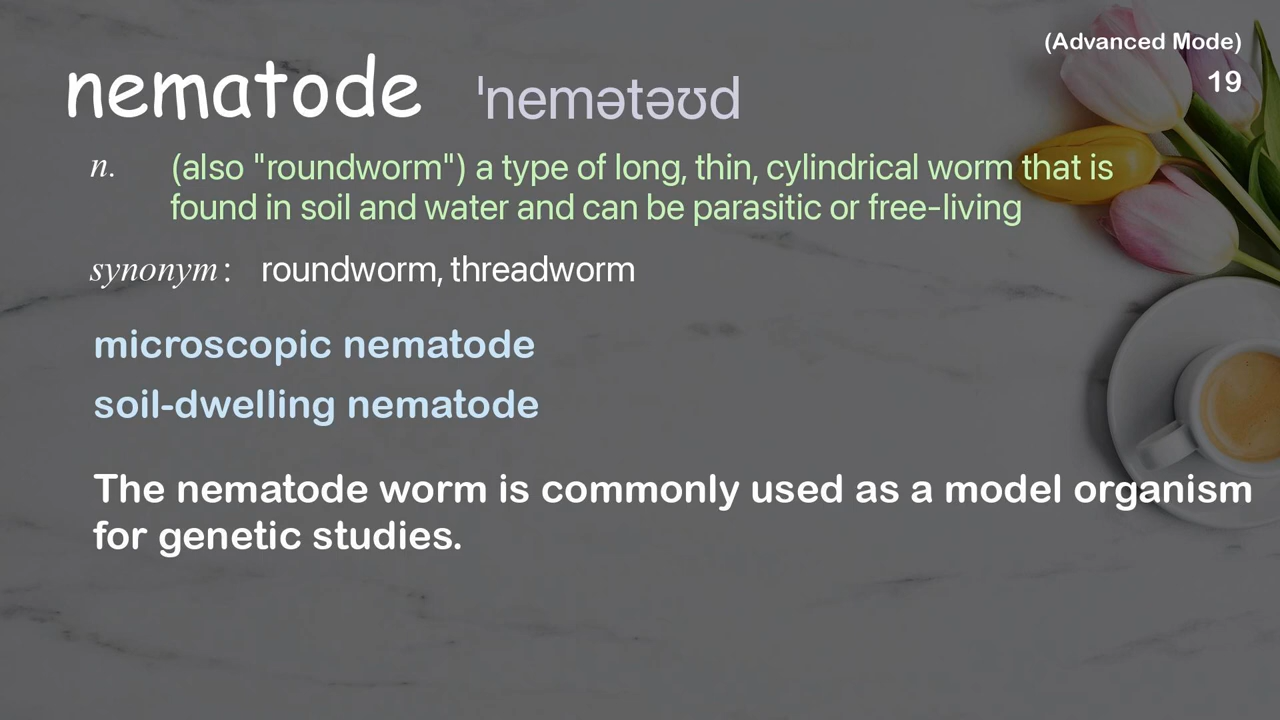 (Advanced Mode)
nematode ˈnemətəʊd
19
n. (also "roundworm") a type of long, thin, cylindrical worm that is
found in soil and water and can be parasitic or free-living
synonym: roundworm, threadworm
microscopic nematode
soil-dwelling nematode
The nematode worm is commonly used as a model organism
for genetic studies.